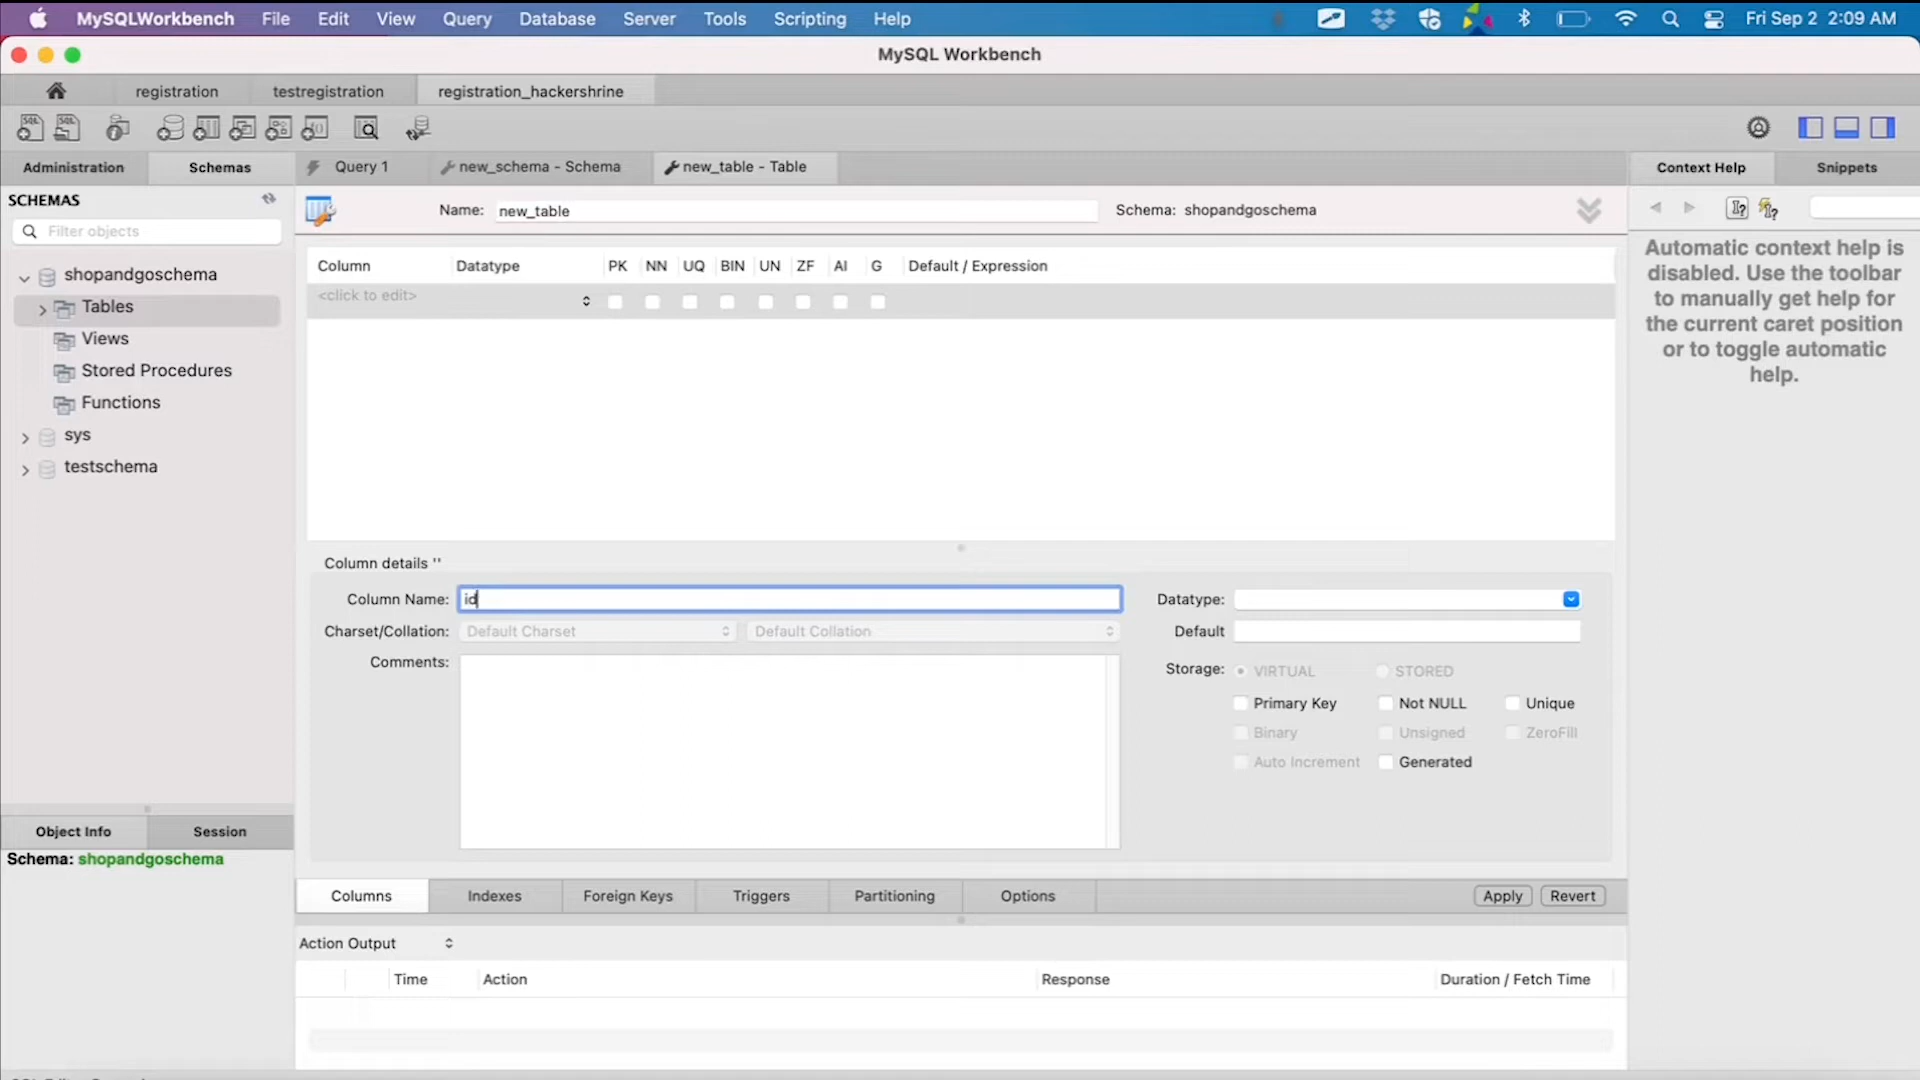 MySQLWorkbench File Edit View Query Database Server Tools Scripting Help Fri Sep 2 2:09 AM
MySQL Workbench
registration testregistration registration_hackershrine
Administration Schemas Query 1 new_schema - Schema new_table - Table Context Help Snippets
SCHEMAS
Name: new_table Schema: shopandgoschema
Filter objects
Automatic context help is
disabled. Use the toolbar
to manually get help for
the current caret position
or to toggle automatic
help.
Column Datatype PK NN UQ BIN UN ZF AI G Default / Expression
<click to edit>
shopandgoschema
Tables
Views
Stored Procedures
Functions
sys
testschema
Column details ''
Column Name: id Datatype:
Charset/Collation: Default Charset Default Collation Default
Comments: Storage: VIRTUAL STORED
Primary Key Not NULL Unique
Binary Unsigned ZeroFill
Auto Increment Generated
Object Info Session
Schema: shopandgoschema
Columns Indexes Foreign Keys Triggers Partitioning Options Apply Revert
Action Output
Time Action Response Duration / Fetch Time